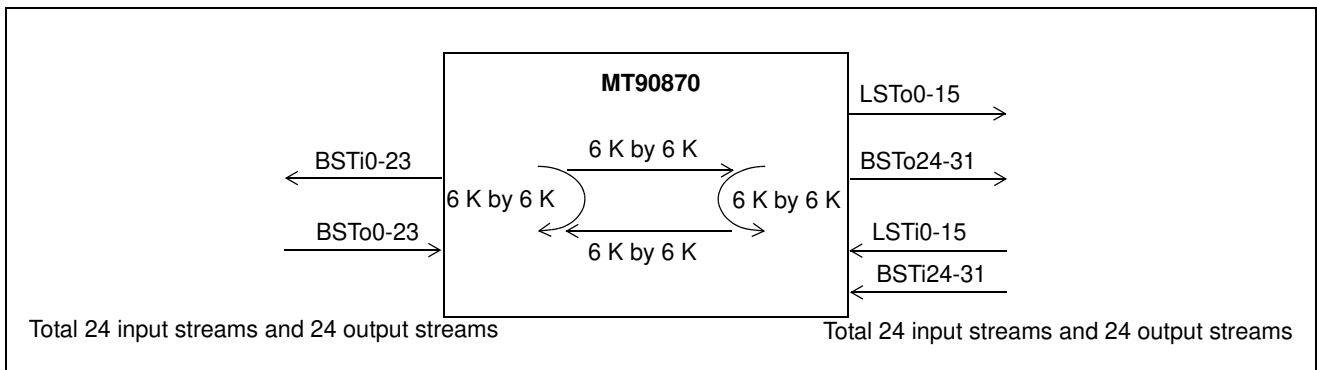 MT90870
LSTo0-15
6 K by 6 K
BSTi0-23
BSTo24-31
6 K by 6 K
6 K by 6 K
BSTo0-23
LSTi0-15
6 K by 6 K
BSTi24-31
Total 24 input streams and 24 output streams
Total 24 input streams and 24 output streams